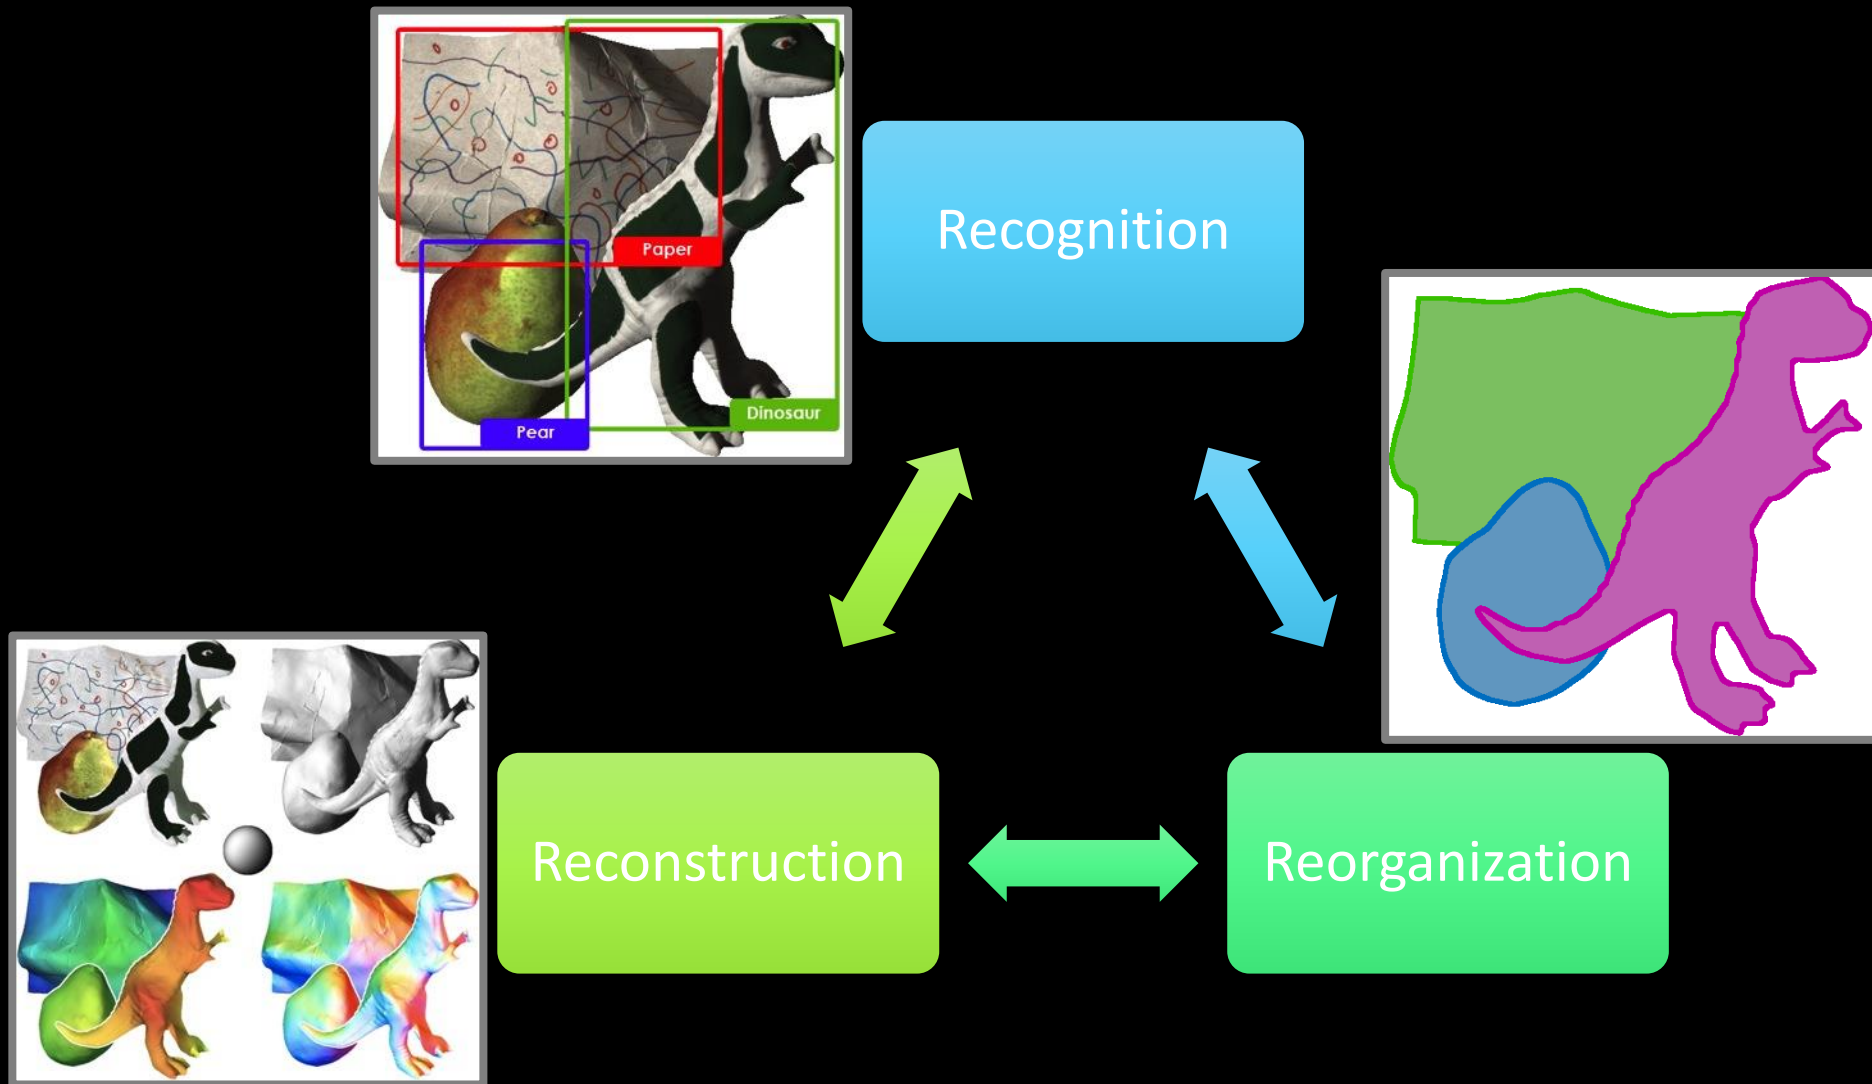 Paper
Dinosaur
Pear
Recognition
Reconstruction
Reorganization